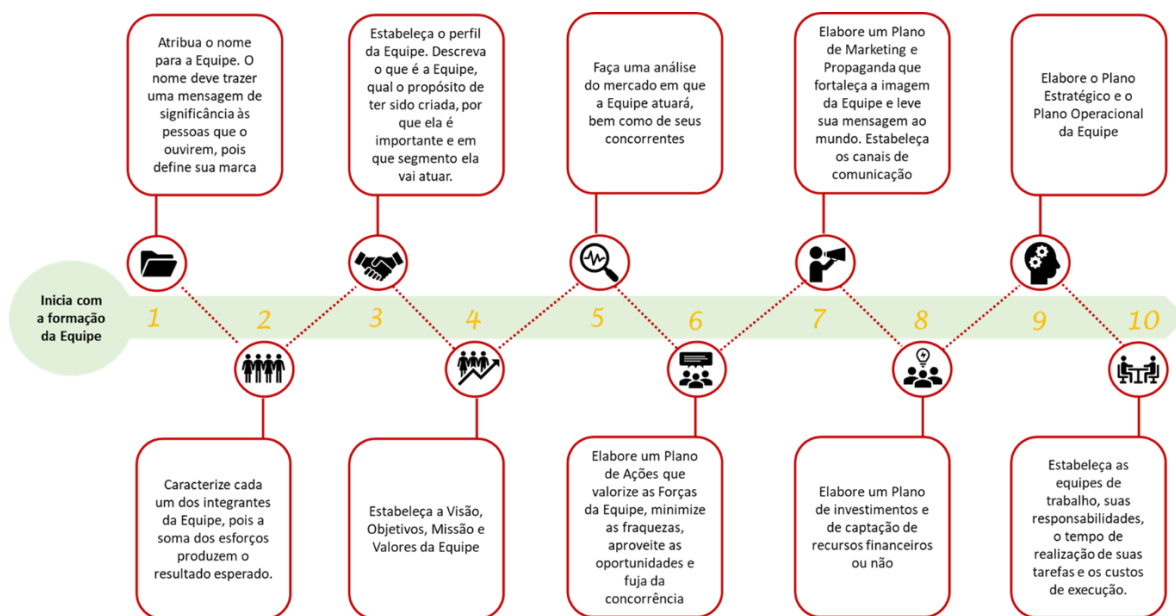 Inicia com
a formação
da Equipe
1
Atribua o nome
para a Equipe. O
nome deve trazer
uma mensagem de
significância às
pessoas que o
ouvirem, pois
define sua marca
2
Caracterize cada
um dos integrantes
da Equipe, pois a
soma dos esforços
produzem o
resultado esperado.
3
Estabeleça o perfil
da Equipe. Descreva
o que é a Equipe,
qual o propósito de
ter sido criada, por
que ela é
importante e em
que segmento ela
vai atuar.
4
Estabeleça a Visão,
Objetivos, Missão e
Valores da Equipe
5
Faça uma análise
do mercado em que
a Equipe atuará,
bem como de seus
concorrentes
6
Elabore um Plano
de Ações que
valorize as Forças
da Equipe, minimize
as fraquezas,
aproveite as
oportunidades e
fuja da
concorrência
7
Elabore um Plano
de Marketing e
Propaganda que
fortaleça a imagem
da Equipe e leve
sua mensagem ao
mundo. Estabeleça
os canais de
comunicação
8
Elabore um Plano
de investimentos e
de captação de
recursos financeiros
ou não
9
Elabore o Plano
Estratégico e o
Plano Operacional
da Equipe
10
Estabeleça as
equipes de
trabalho, suas
responsabilidades,
o tempo de
realização de suas
tarefas e os custos
de execução.